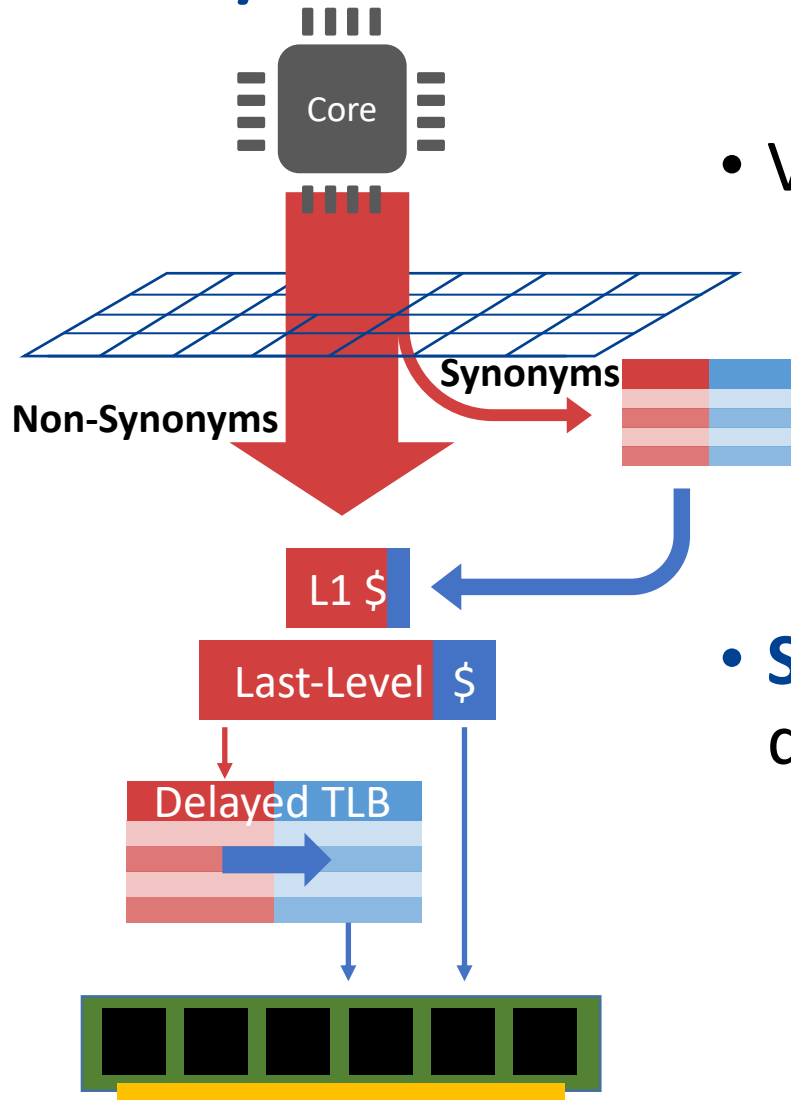 Core
• V
Synonyms
Non-Synonyms
L1 $
Last-Level $
• S
Delayed TLB